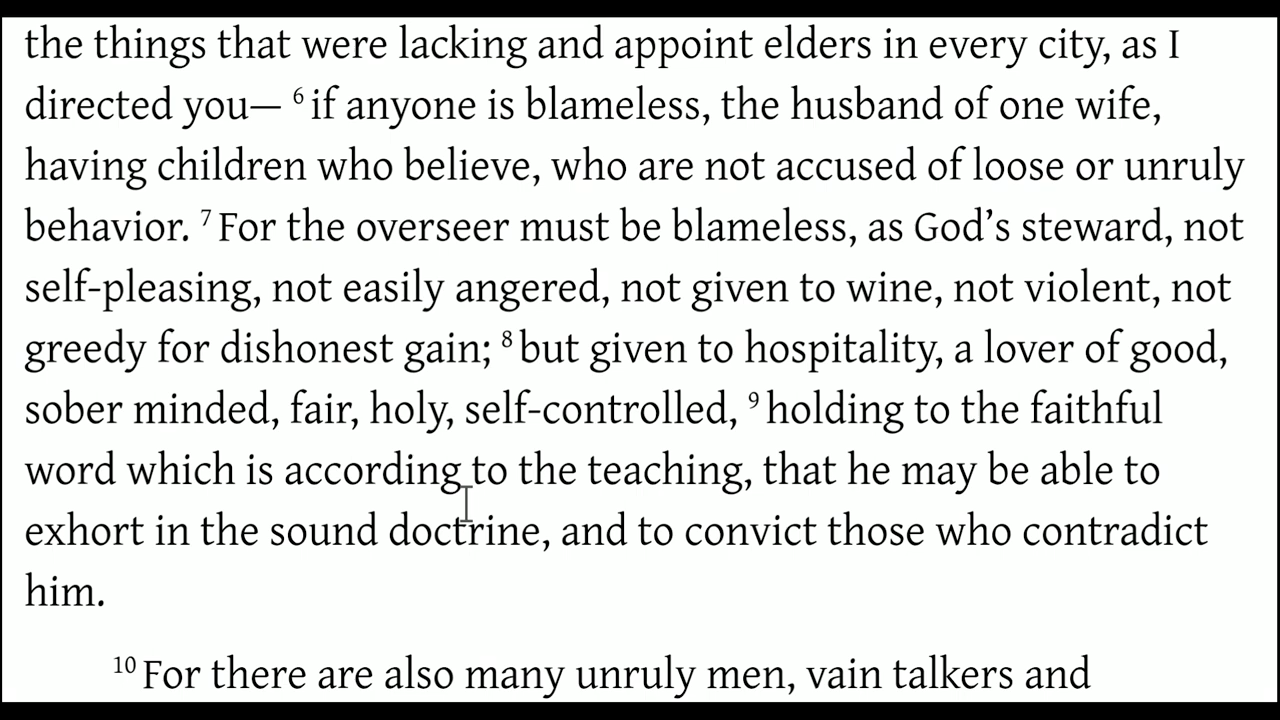 the things that were lacking and appoint elders in every city, as I
directed you— 6 if anyone is blameless, the husband of one wife,
having children who believe, who are not accused of loose or unruly
behavior. 7 For the overseer must be blameless, as God’s steward, not
self-pleasing, not easily angered, not given to wine, not violent, not
greedy for dishonest gain; 8 but given to hospitality, a lover of good,
sober minded, fair, holy, self-controlled, 9 holding to the faithful
word which is according to the teaching, that he may be able to
exhort in the sound doctrine, and to convict those who contradict
him.
10 For there are also many unruly men, vain talkers and